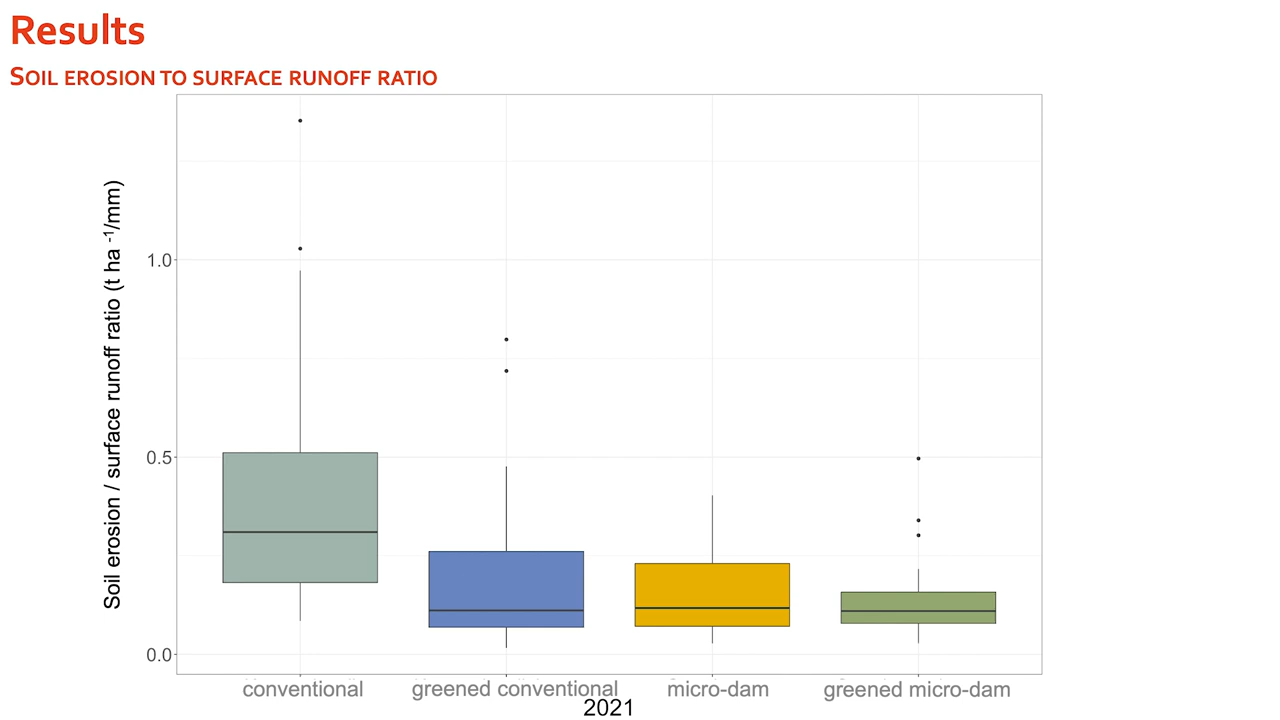 Results
SOIL EROSION TO SURFACE RUNOFF RATIO
Soil erosion / surface runoff ratio (t ha ⁻¹/mm)
1.0
0.5
0.0
conventional greened conventional micro-dam greened micro-dam
2021